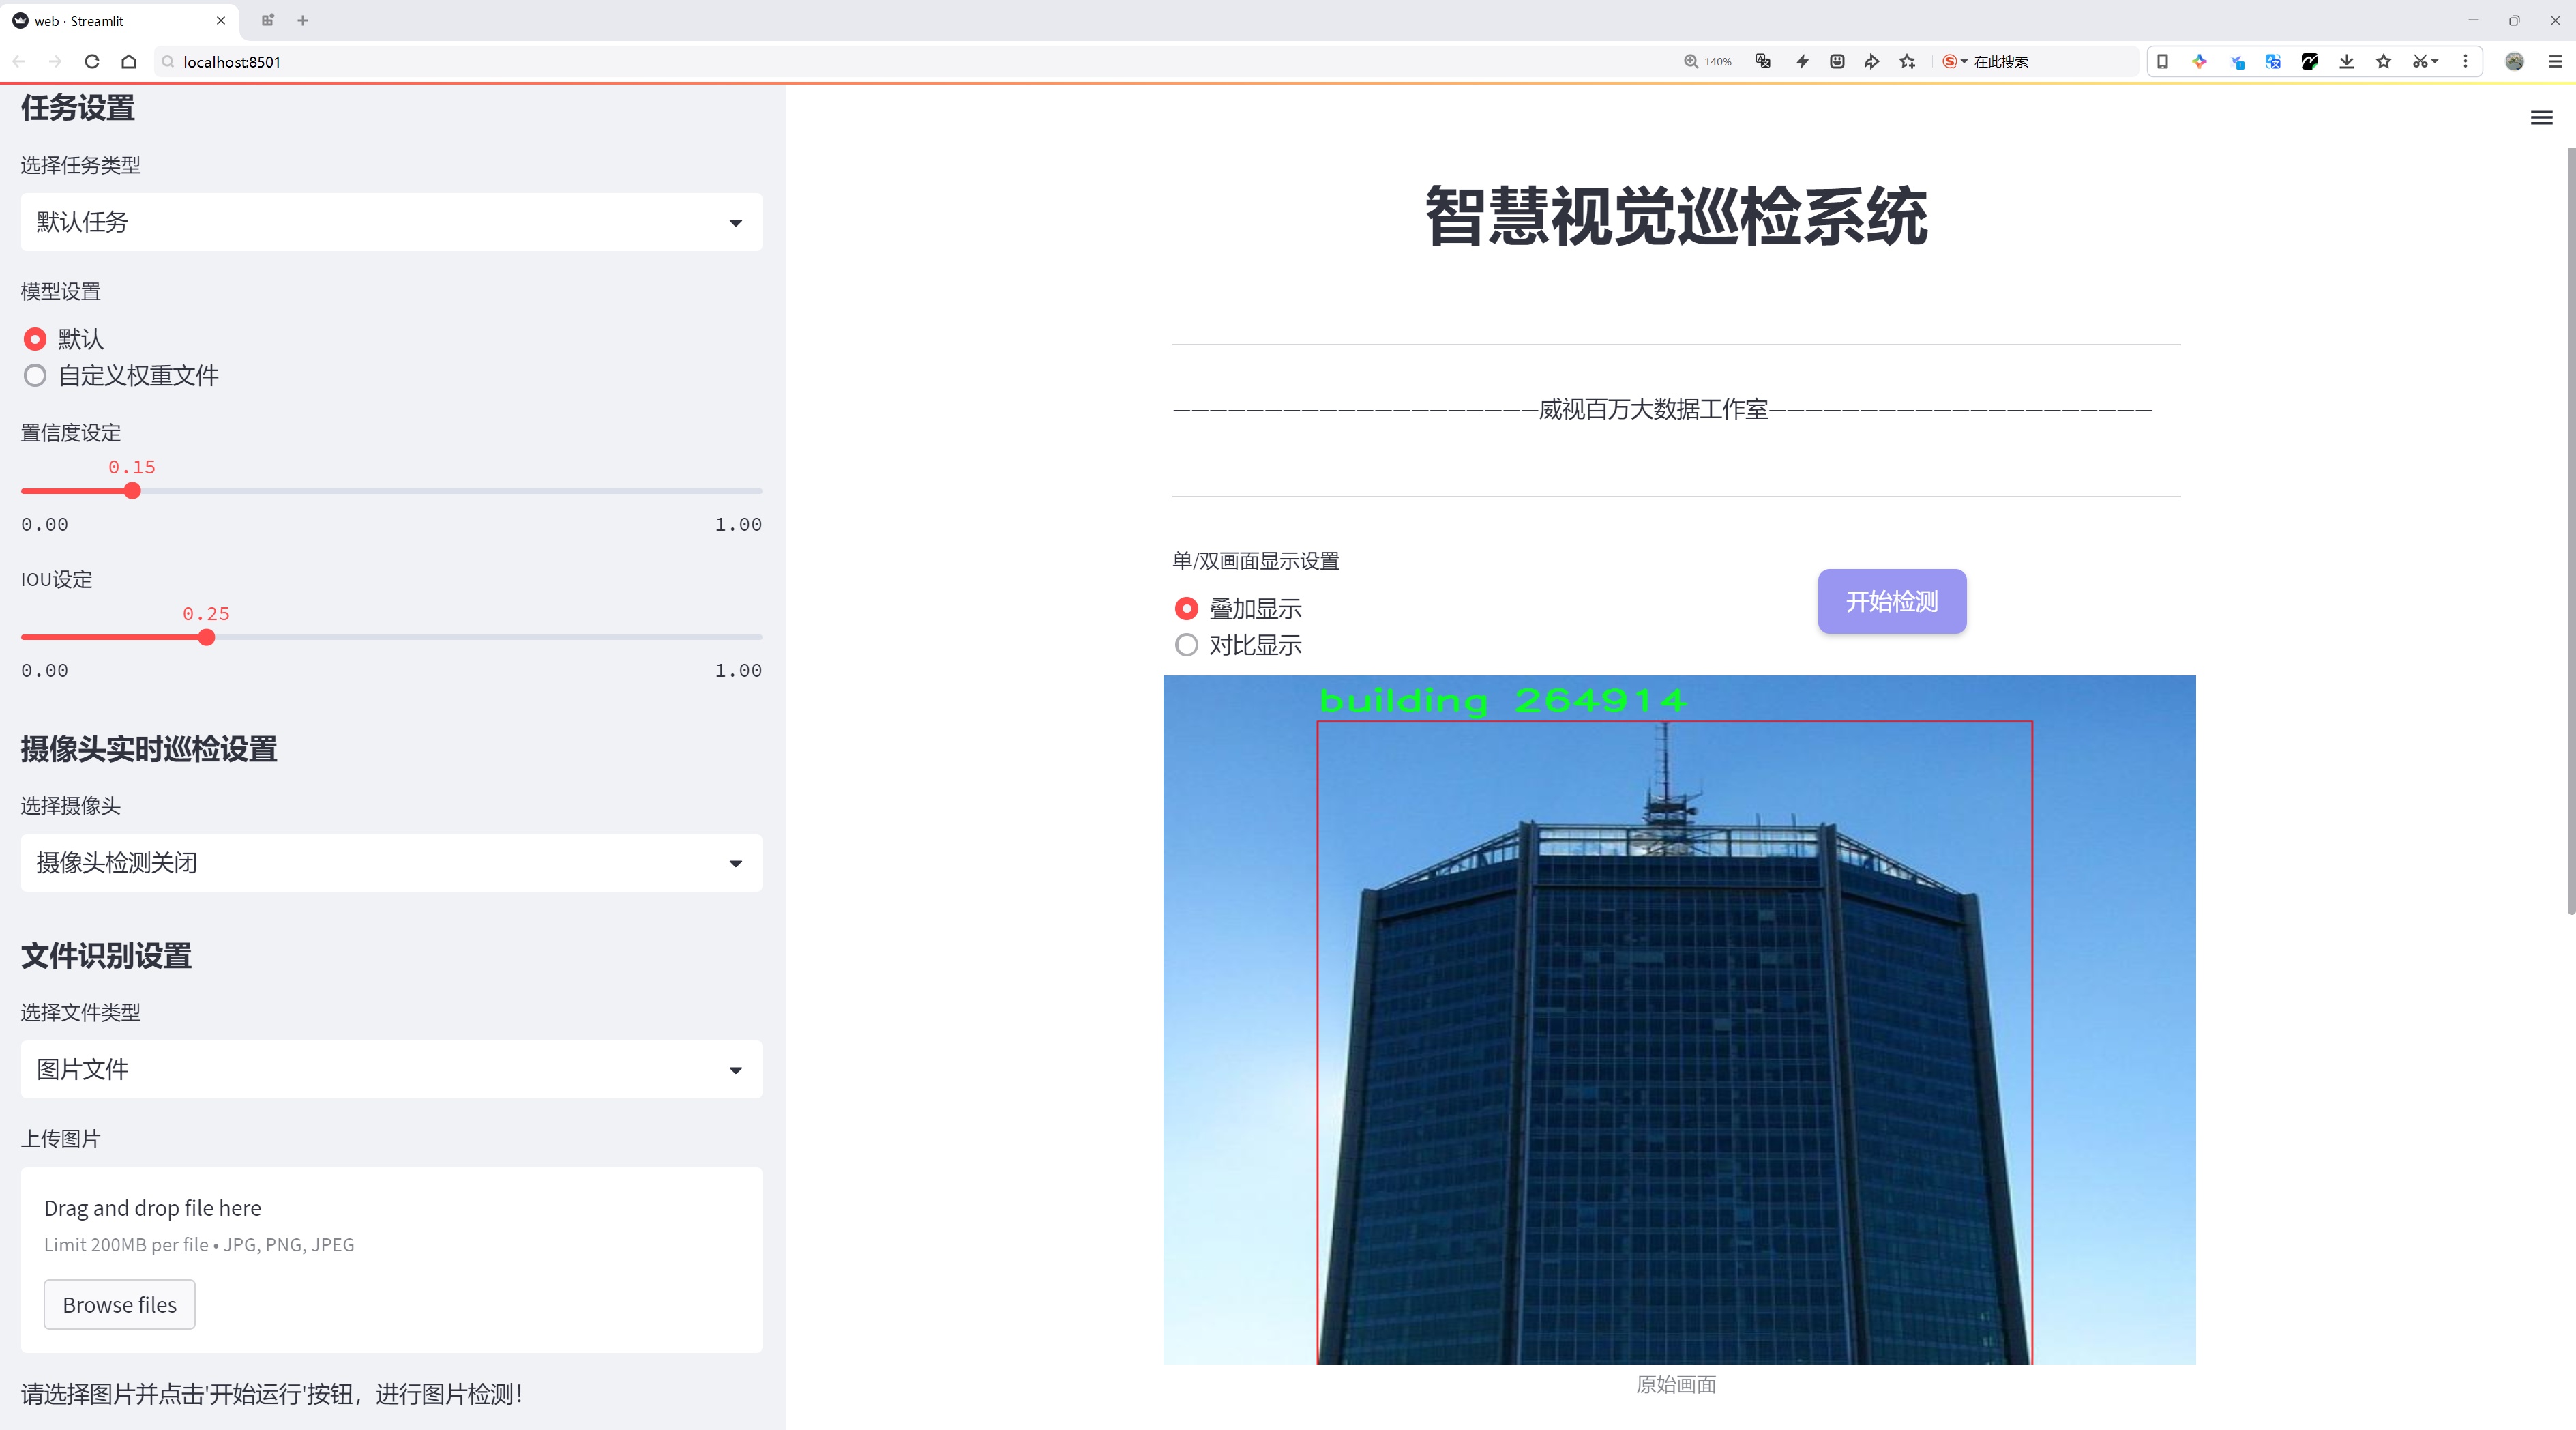 web · Streamlit
localhost:8501
140%
在此搜索
任务设置
选择任务类型
默认任务
模型设置
默认
自定义权重文件
置信度设定
0.15
0.00
1.00
IOU设定
0.25
0.00
1.00
摄像头实时巡检设置
选择摄像头
摄像头检测关闭
文件识别设置
选择文件类型
图片文件
上传图片
Drag and drop file here
Limit 200MB per file • JPG, PNG, JPEG
Browse files
请选择图片并点击'开始运行'按钮，进行图片检测！
智慧视觉巡检系统
————————————————————威视百万大数据工作室—————————————————————
单/双画面显示设置
叠加显示
对比显示
开始检测
building 264914
原始画面